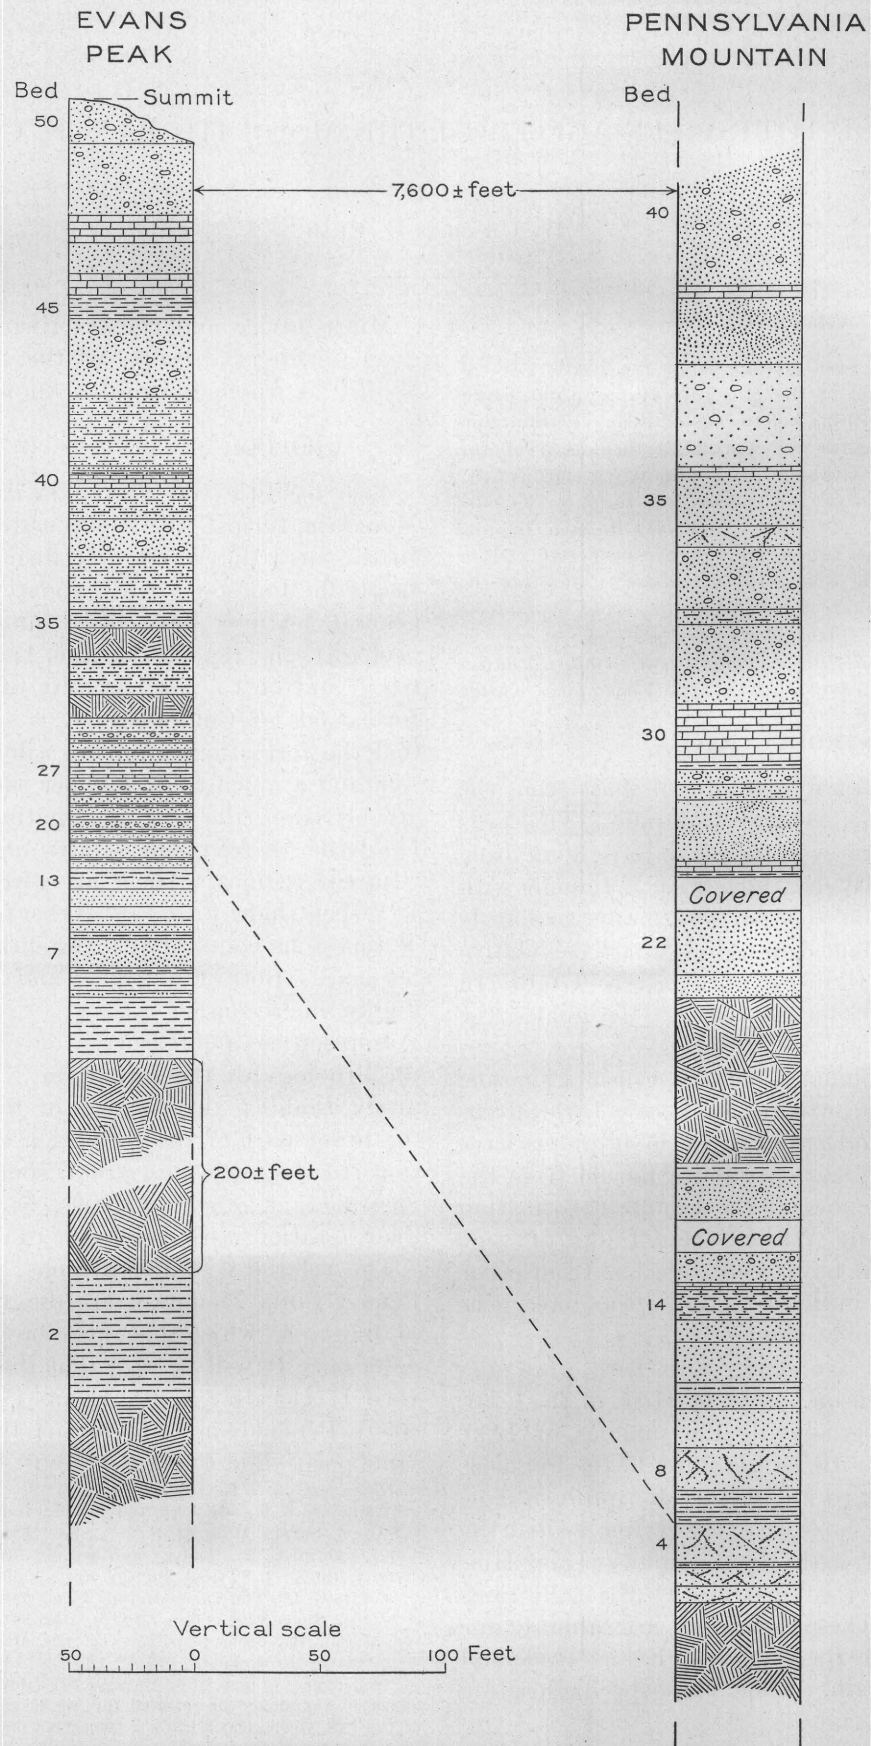 EVANS
PEAK
Bed
Summit
50
45
40
35
27
20
13
7
2
7,600 ± feet
200± feet
PENNSYLVANIA
MOUNTAIN
Bed
40
35
30
Covered
22
Covered
14
8
4
Vertical scale
50 0 50 100 Feet